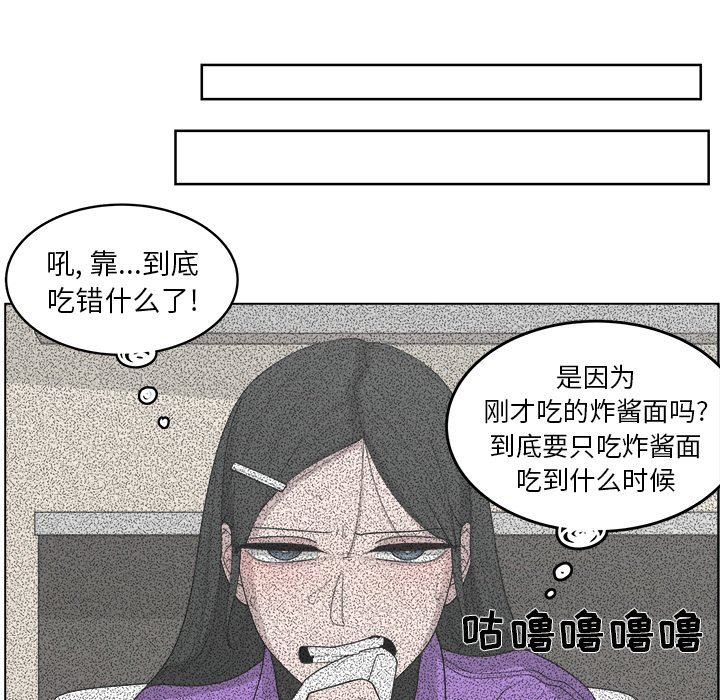 吼, 靠...到底
吃错什么了!
是因为
刚才吃的炸酱面吗?
到底要只吃炸酱面
吃到什么时候
咕噜噜噜噜